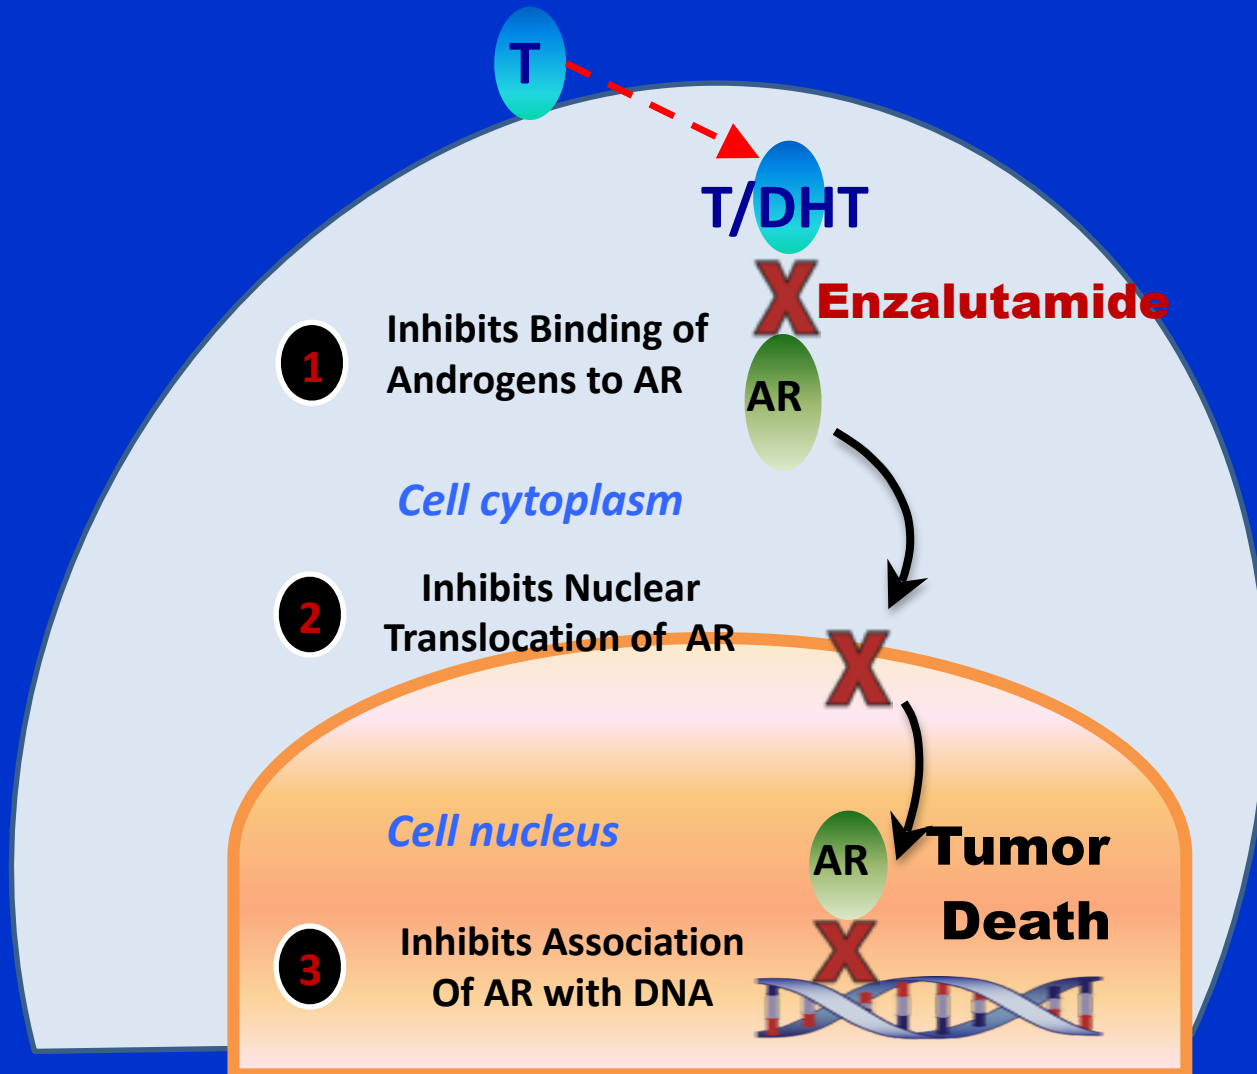 T
T/DHT
Enzalutamide
1
Inhibits Binding of
Androgens to AR
AR
Cell cytoplasm
2
Inhibits Nuclear
Translocation of AR
Cell nucleus
AR
Tumor
Death
3
Inhibits Association
Of AR with DNA